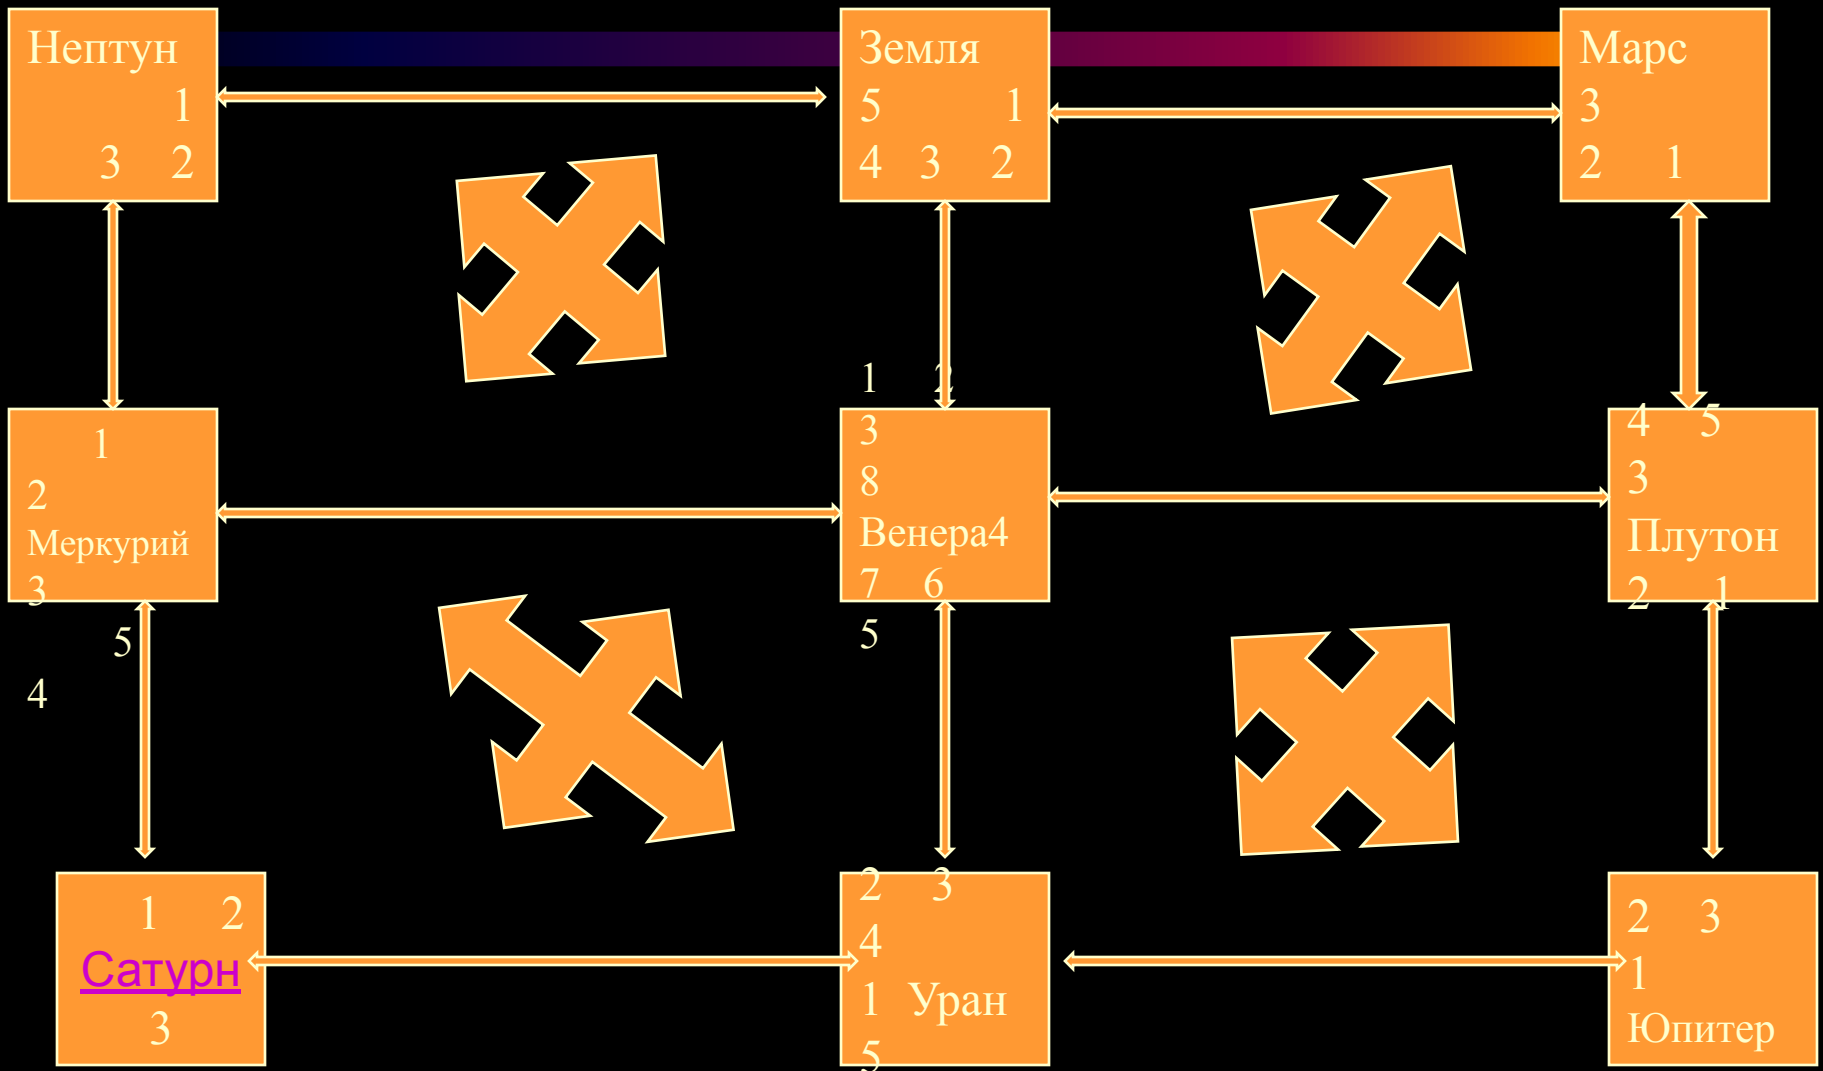 Нептун
1
3 2
Земля
5 1
4 3 2
Марс
3
2 1
1
2
Меркурий
3
5
4
1 2
3
8
Венера4
7 6
5
4 5
3
Плутон
2 1
1 2
Сатурн
3
2 3
4
1 Уран
5
2 3
1
Юпитер